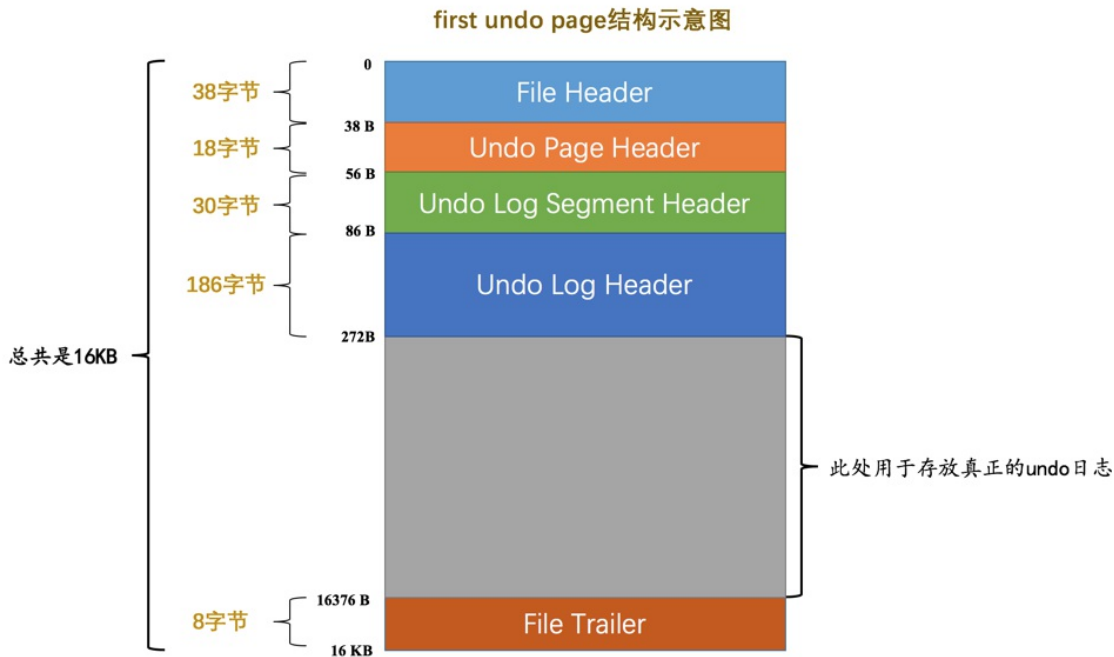 first undo page结构示意图
0
38字节
File Header
38 B
18字节
Undo Page Header
56 B
30字节
Undo Log Segment Header
86 B
186字节
Undo Log Header
272B
总共是16KB
此处用于存放真正的undo日志
16376 B
8字节
File Trailer
16 KB